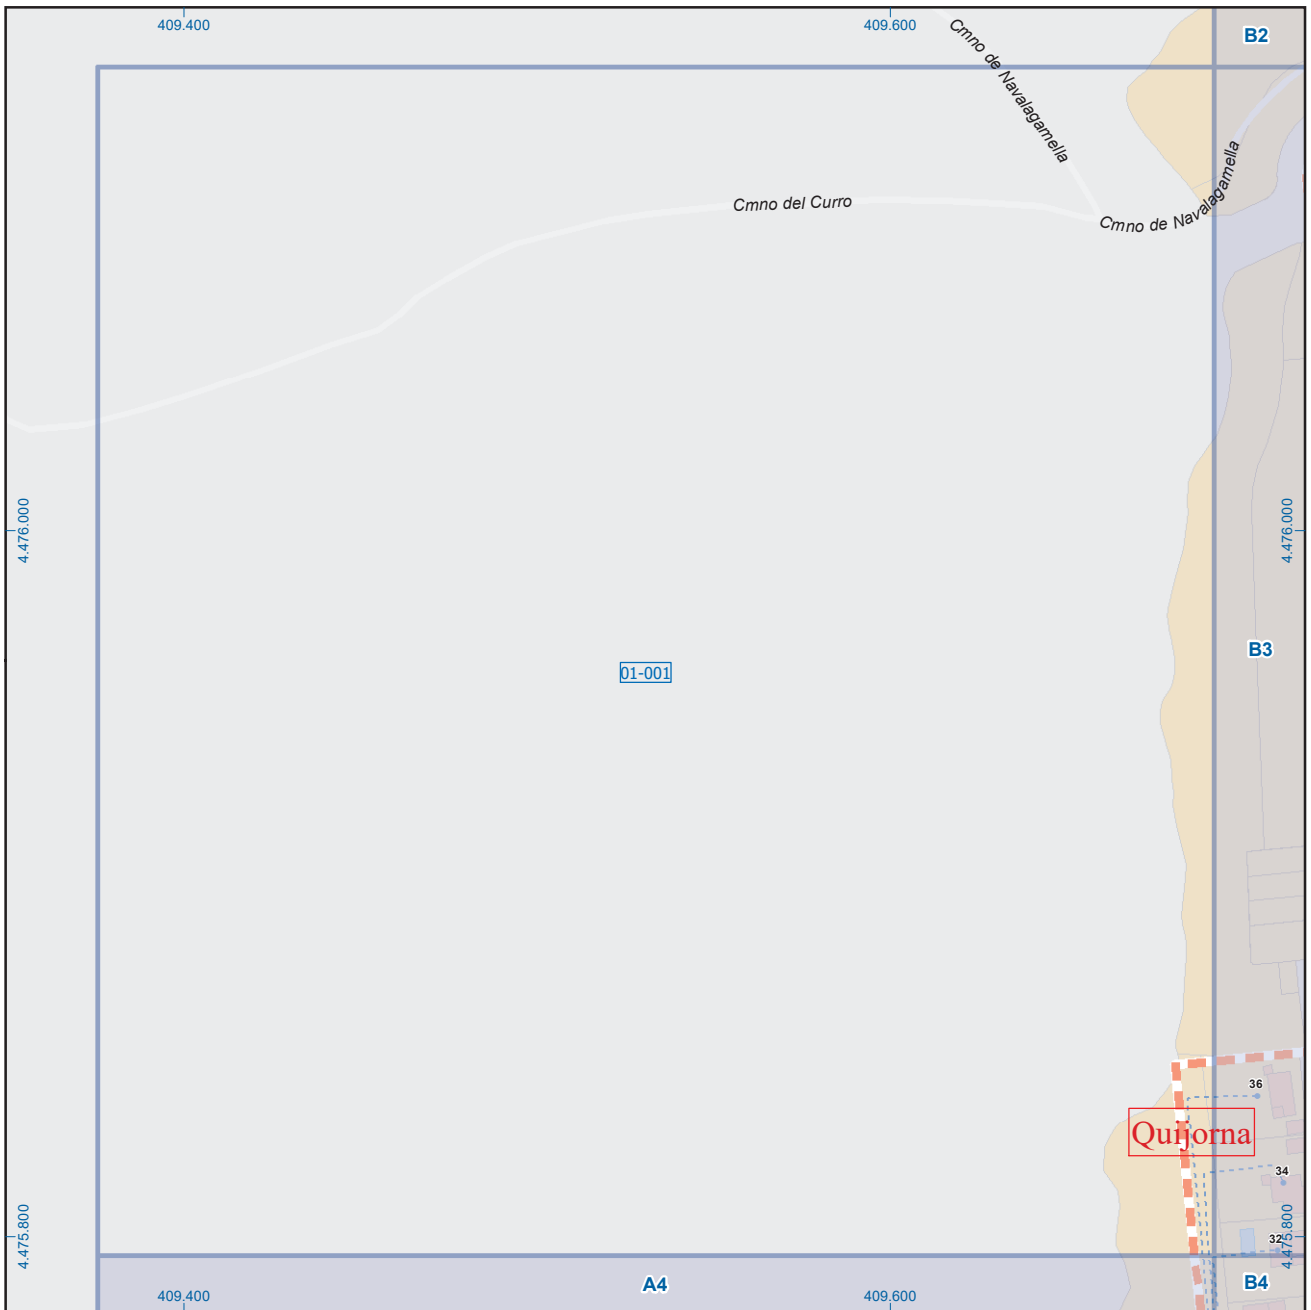 409.400
409.600
B2
Cmno de Navalagamella
Cmno del Curro
Cmno de Navalagamella
4.476.000
4.476.000
B3
01-001
36
Quijorna
34
4.475.800
4.475.800
32
A4
B4
409.400
409.600